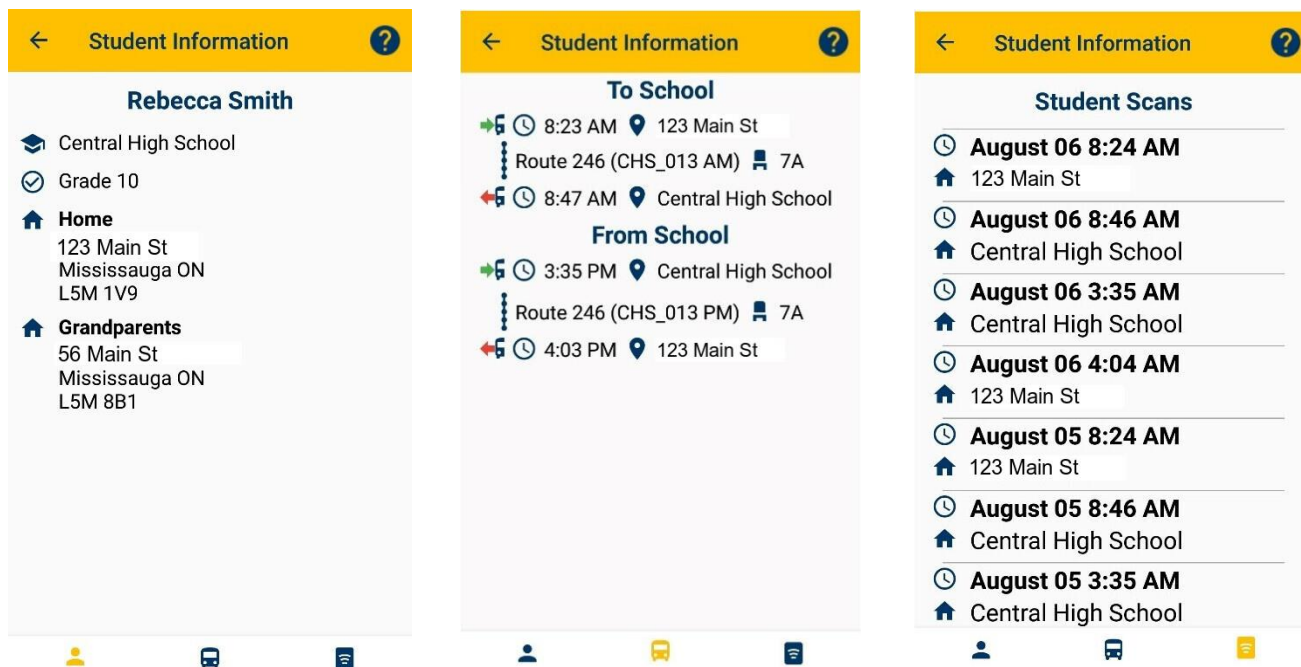 Student Information
?
Rebecca Smith
Central High School
Grade 10
Home
123 Main St
Mississauga ON
L5M 1V9
Grandparents
56 Main St
Mississauga ON
L5M 8B1
Student Information
?
To School
8:23 AM 123 Main St
Route 246 (CHS_013 AM) 7A
8:47 AM Central High School
From School
3:35 PM Central High School
Route 246 (CHS_013 PM) 7A
4:03 PM 123 Main St
Student Information
?
Student Scans
August 06 8:24 AM
123 Main St
August 06 8:46 AM
Central High School
August 06 3:35 AM
Central High School
August 06 4:04 AM
123 Main St
August 05 8:24 AM
123 Main St
August 05 8:46 AM
Central High School
August 05 3:35 AM
Central High School